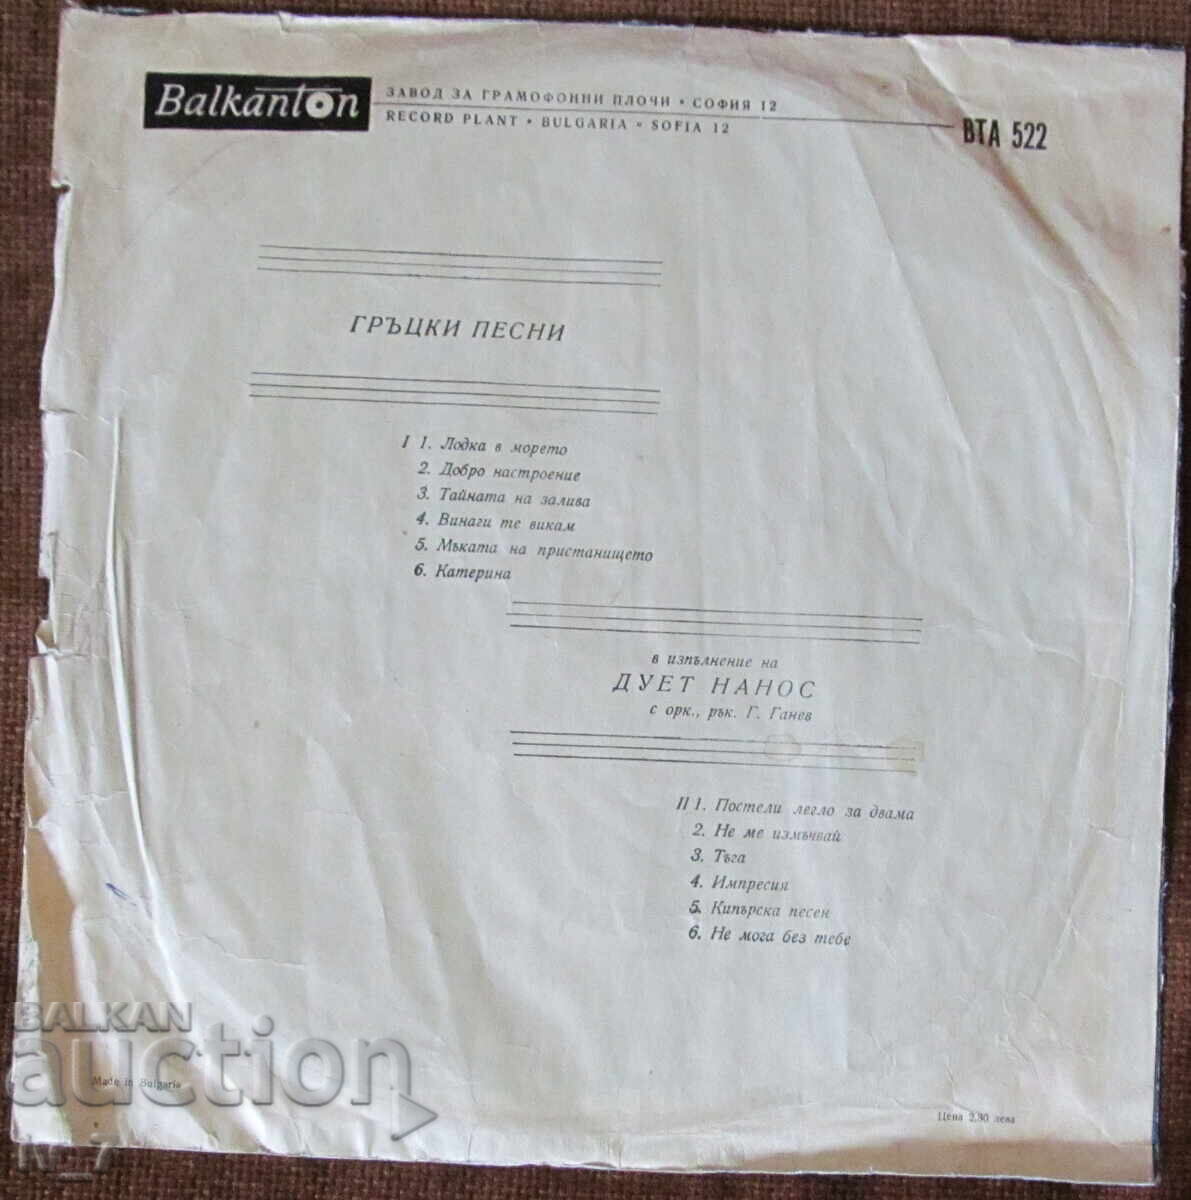 Balkanton
ЗАВОД ЗА ГРАМОФОННИ ПЛОЧИ • СОФИЯ 12
RECORD PLANT • BULGARIA • SOFIA 12
ВТА 522
ГРЪЦКИ ПЕСНИ
I 1. Лодка в морето
2. Добро настроение
3. Тайната на залива
4. Винаги те викам
5. Мъката на пристанището
6. Катерина
в изпълнение на
ДУЕТ НАНОС
с орк., рък. Г. Ганев
II 1. Постели легло за двама
2. Не ме измъчвай
3. Тъга
4. Импресия
5. Кипърска песен
6. Не мога без тебе
BALKAN
auction
Made in Bulgaria
Цена 2,30 лева
N_7